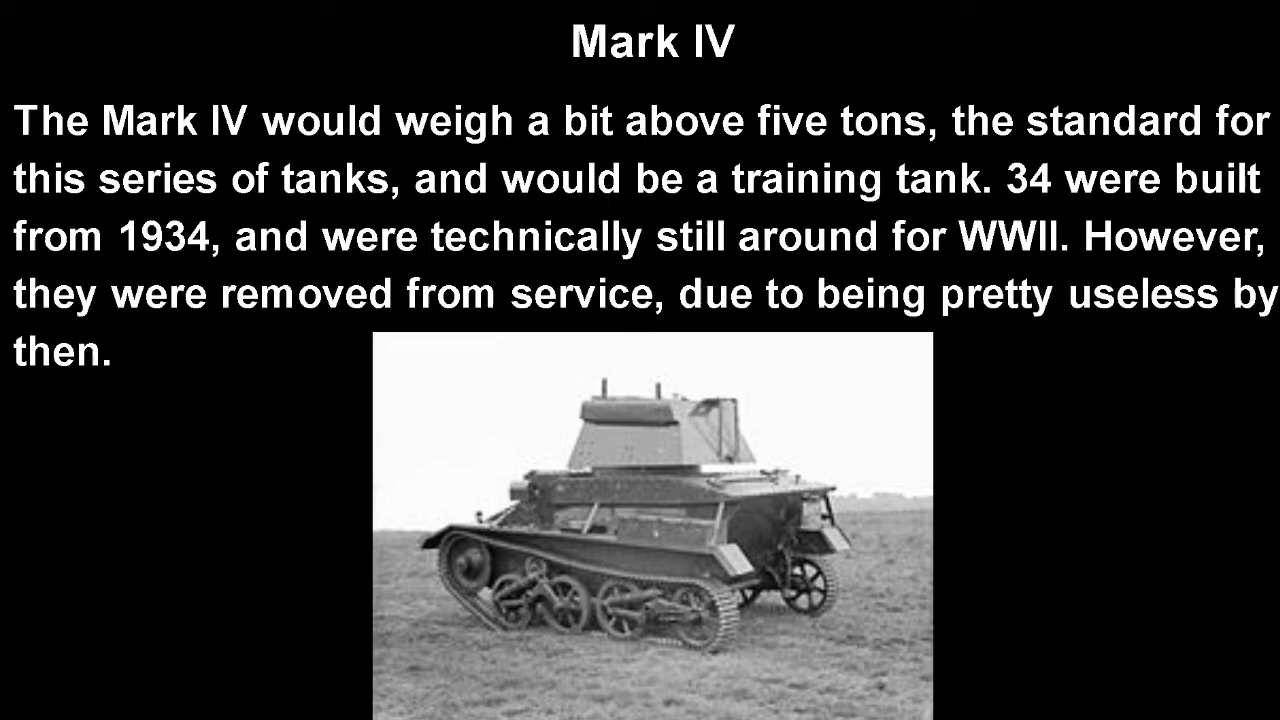 Mark IV
The Mark IV would weigh a bit above five tons, the standard for
this series of tanks, and would be a training tank. 34 were built
from 1934, and were technically still around for WWII. However,
they were removed from service, due to being pretty useless by
then.